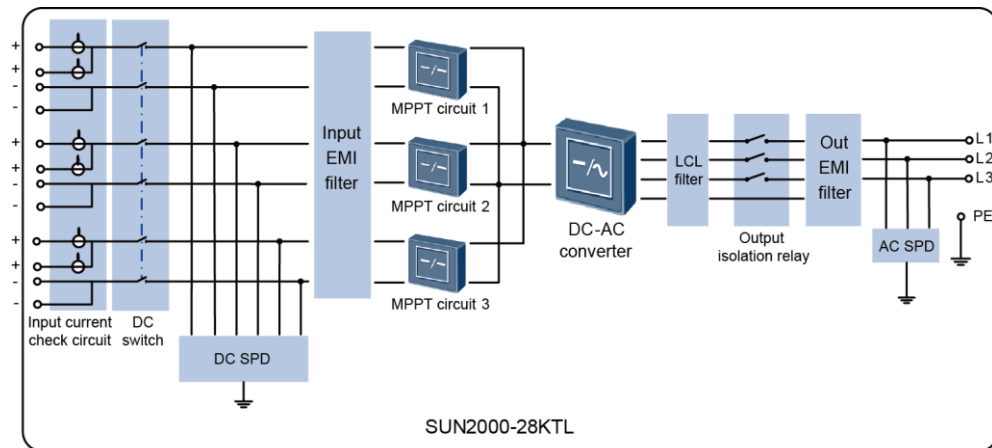 +
+
-
-
+
+
-
-
+
+
-
-
Input current
check circuit
DC
switch
DC SPD
Input
EMI
filter
MPPT circuit 1
MPPT circuit 2
MPPT circuit 3
DC-AC
converter
LCL
filter
Output
isolation relay
Out
EMI
filter
L1
L2
L3
PE
AC SPD
SUN2000-28KTL